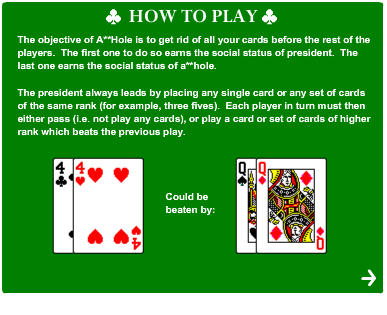 HOW TO PLAY
The objective of A**Hole is to get rid of all your cards before the rest of the
players. The first one to do so earns the social status of president. The
last one earns the social status of a**hole.
The president always leads by placing any single card or any set of cards
of the same rank (for example, three fives). Each player in turn must then
either pass (i.e. not play any cards), or play a card or set of cards of higher
rank which beats the previous play.
4 4 4
Could be
beaten by:
Q Q Q